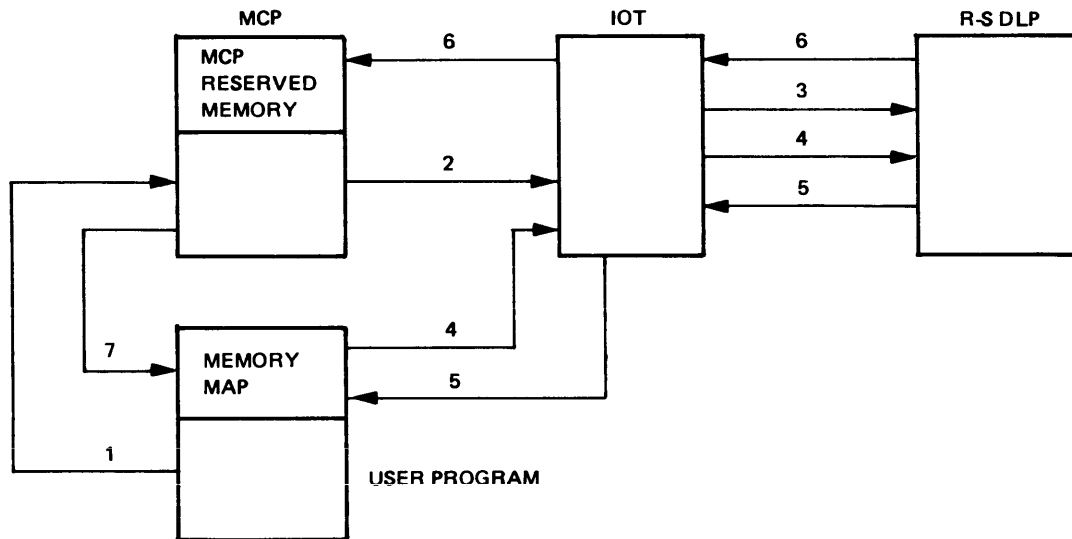 MCP
IOT
R-S DLP
MCP
RESERVED
MEMORY
6
6
3
2
4
5
4
7
MEMORY
MAP
5
1
USER PROGRAM